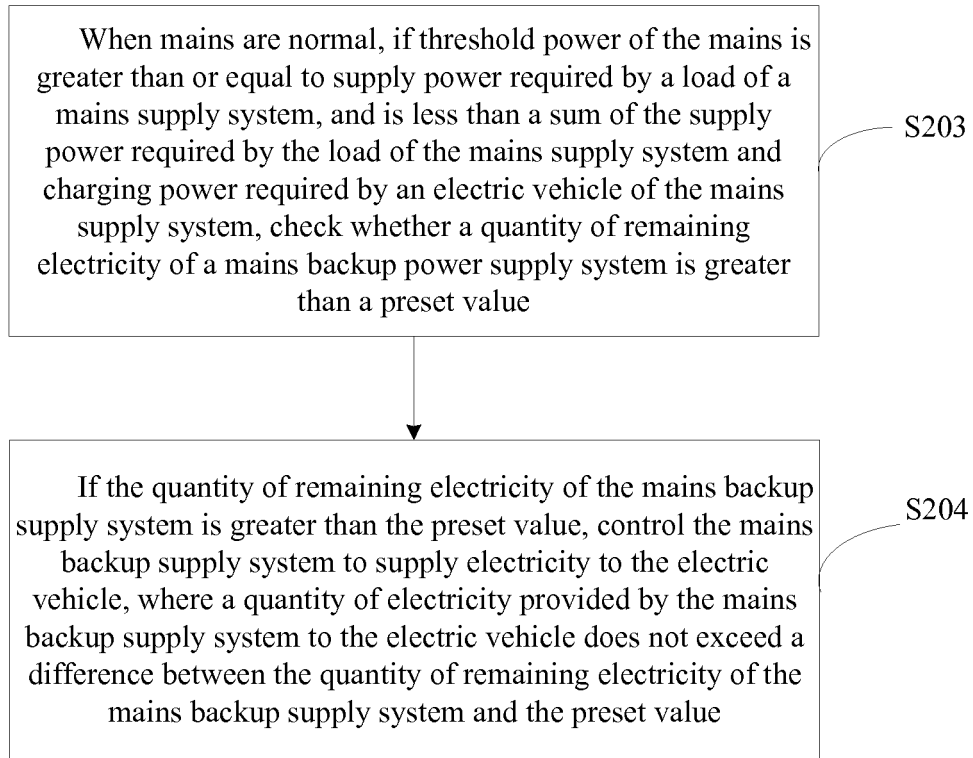 When mains are normal, if threshold power of the mains is
greater than or equal to supply power required by a load of a
mains supply system, and is less than a sum of the supply
power required by the load of the mains supply system and
charging power required by an electric vehicle of the mains
supply system, check whether a quantity of remaining
electricity of a mains backup power supply system is greater
than a preset value
S203
If the quantity of remaining electricity of the mains backup
supply system is greater than the preset value, control the mains
backup supply system to supply electricity to the electric
vehicle, where a quantity of electricity provided by the mains
backup supply system to the electric vehicle does not exceed a
difference between the quantity of remaining electricity of the
mains backup supply system and the preset value
S204